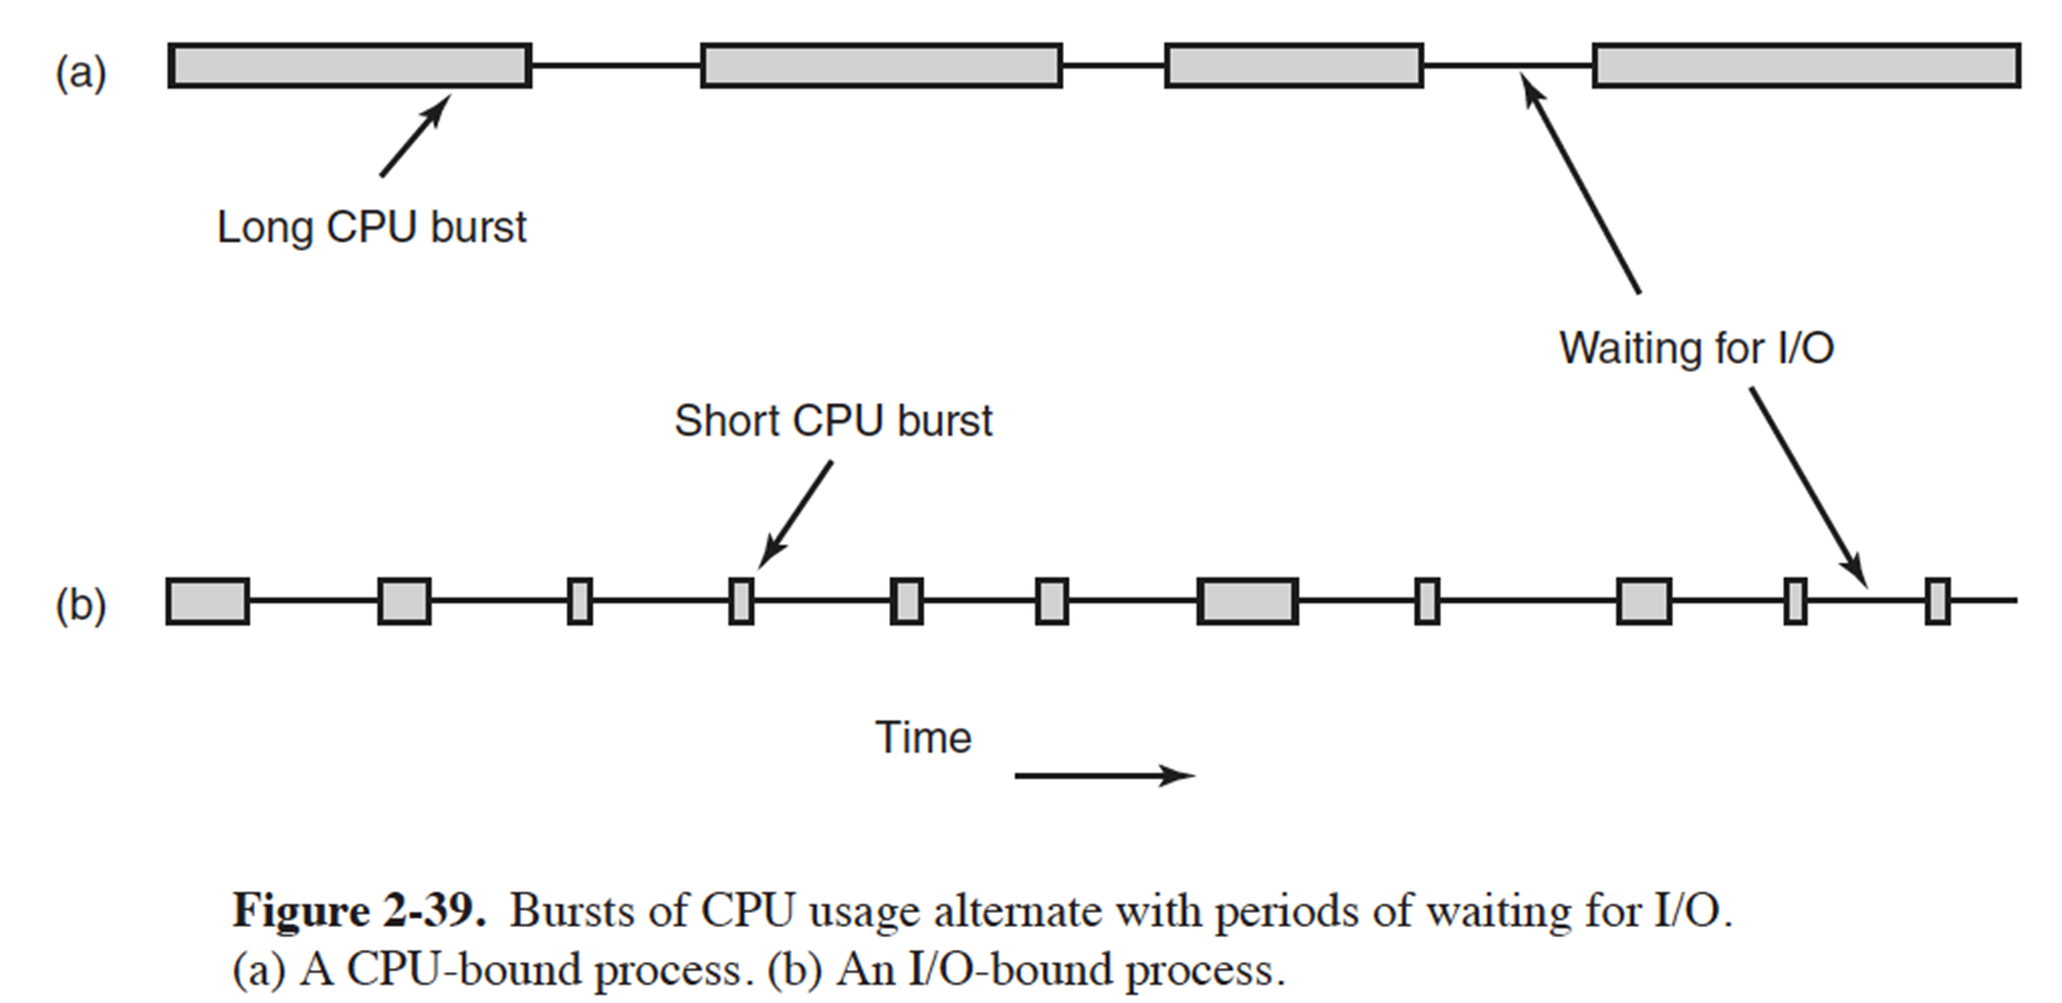 (a)
Long CPU burst
Waiting for I/O
Short CPU burst
(b)
Time
Figure 2-39. Bursts of CPU usage alternate with periods of waiting for I/O.
(a) A CPU-bound process. (b) An I/O-bound process.